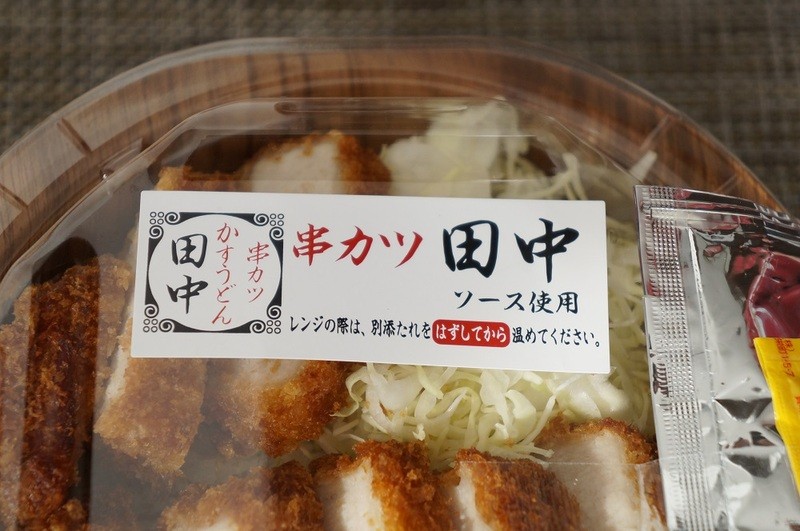 串カツ
かすうどん
田中
串カツ 田中
ソース使用
レンジの際は、別添たれをはずしてから温めてください。